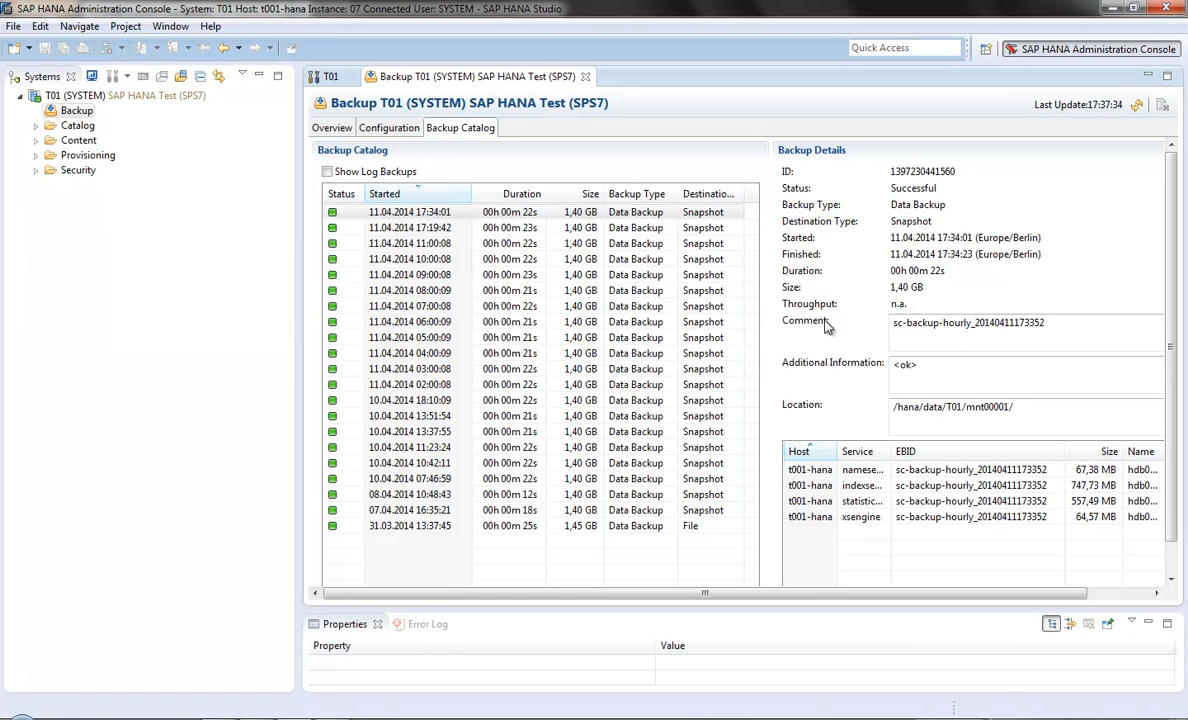 SAP HANA Administration Console - System: T01 Host: t001-hana Instance: 07 Connected User: SYSTEM - SAP HANA Studio
File Edit Navigate Project Window Help
Quick Access SAP HANA Administration Console
Systems
T01 (SYSTEM) SAP HANA Test (SPS7)
Backup
Catalog
Content
Provisioning
Security
T01 Backup T01 (SYSTEM) SAP HANA Test (SPS7)
Backup T01 (SYSTEM) SAP HANA Test (SPS7) Last Update:17:37:34
Overview Configuration Backup Catalog
Backup Catalog
Show Log Backups
Status Started Duration Size Backup Type Destinatio...
11.04.2014 17:34:01 00h 00m 22s 1,40 GB Data Backup Snapshot
11.04.2014 17:19:42 00h 00m 23s 1,40 GB Data Backup Snapshot
11.04.2014 11:00:08 00h 00m 22s 1,40 GB Data Backup Snapshot
11.04.2014 10:00:08 00h 00m 22s 1,40 GB Data Backup Snapshot
11.04.2014 09:00:08 00h 00m 23s 1,40 GB Data Backup Snapshot
11.04.2014 08:00:09 00h 00m 21s 1,40 GB Data Backup Snapshot
11.04.2014 07:00:08 00h 00m 22s 1,40 GB Data Backup Snapshot
11.04.2014 06:00:09 00h 00m 21s 1,40 GB Data Backup Snapshot
11.04.2014 05:00:09 00h 00m 21s 1,40 GB Data Backup Snapshot
11.04.2014 04:00:09 00h 00m 21s 1,40 GB Data Backup Snapshot
11.04.2014 03:00:08 00h 00m 22s 1,40 GB Data Backup Snapshot
11.04.2014 02:00:08 00h 00m 22s 1,40 GB Data Backup Snapshot
10.04.2014 18:10:09 00h 00m 22s 1,40 GB Data Backup Snapshot
10.04.2014 13:51:54 00h 00m 22s 1,40 GB Data Backup Snapshot
10.04.2014 13:37:55 00h 00m 21s 1,40 GB Data Backup Snapshot
10.04.2014 11:23:24 00h 00m 22s 1,40 GB Data Backup Snapshot
10.04.2014 10:42:11 00h 00m 22s 1,40 GB Data Backup Snapshot
10.04.2014 07:46:59 00h 00m 22s 1,40 GB Data Backup Snapshot
08.04.2014 10:48:43 00h 00m 12s 1,40 GB Data Backup Snapshot
07.04.2014 16:35:21 00h 00m 18s 1,40 GB Data Backup Snapshot
31.03.2014 13:37:45 00h 00m 25s 1,45 GB Data Backup File
Backup Details
ID: 1397230441560
Status: Successful
Backup Type: Data Backup
Destination Type: Snapshot
Started: 11.04.2014 17:34:01 (Europe/Berlin)
Finished: 11.04.2014 17:34:23 (Europe/Berlin)
Duration: 00h 00m 22s
Size: 1,40 GB
Throughput: n.a.
Comment: sc-backup-hourly_20140411173352
Additional Information: <ok>
Location: /hana/data/T01/mnt00001/
Host Service EBID Size Name
t001-hana namese... sc-backup-hourly_20140411173352 67,38 MB hdb0...
t001-hana indexse... sc-backup-hourly_20140411173352 747,73 MB hdb0...
t001-hana statistic... sc-backup-hourly_20140411173352 557,49 MB hdb0...
t001-hana xsengine sc-backup-hourly_20140411173352 64,57 MB hdb0...
Properties Error Log
Property Value